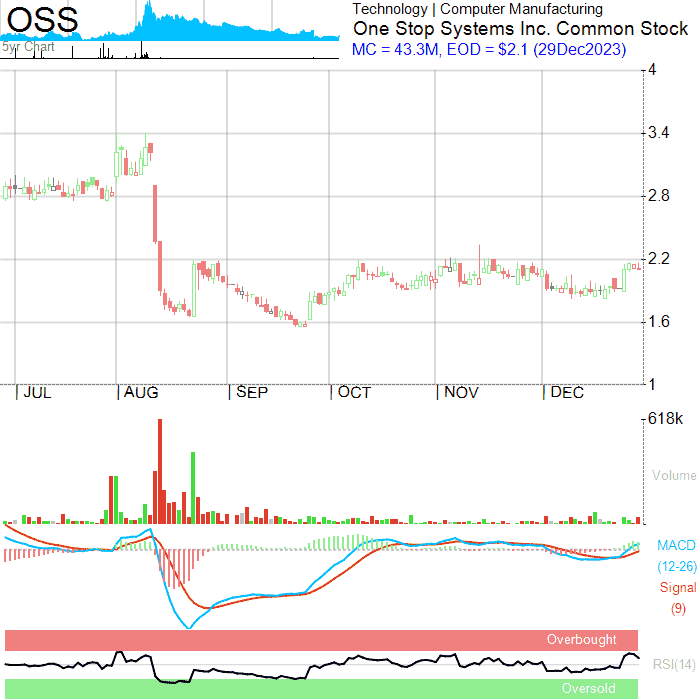 OSS
5yr Chart
Technology | Computer Manufacturing
One Stop Systems Inc. Common Stock
MC = 43.3M, EOD = $2.1 (29Dec2023)
4
3.4
2.8
2.2
1.6
1
JUL AUG SEP OCT NOV DEC
618k
Volume
MACD
(12-26)
Signal
(9)
Overbought
RSI(14)
Oversold